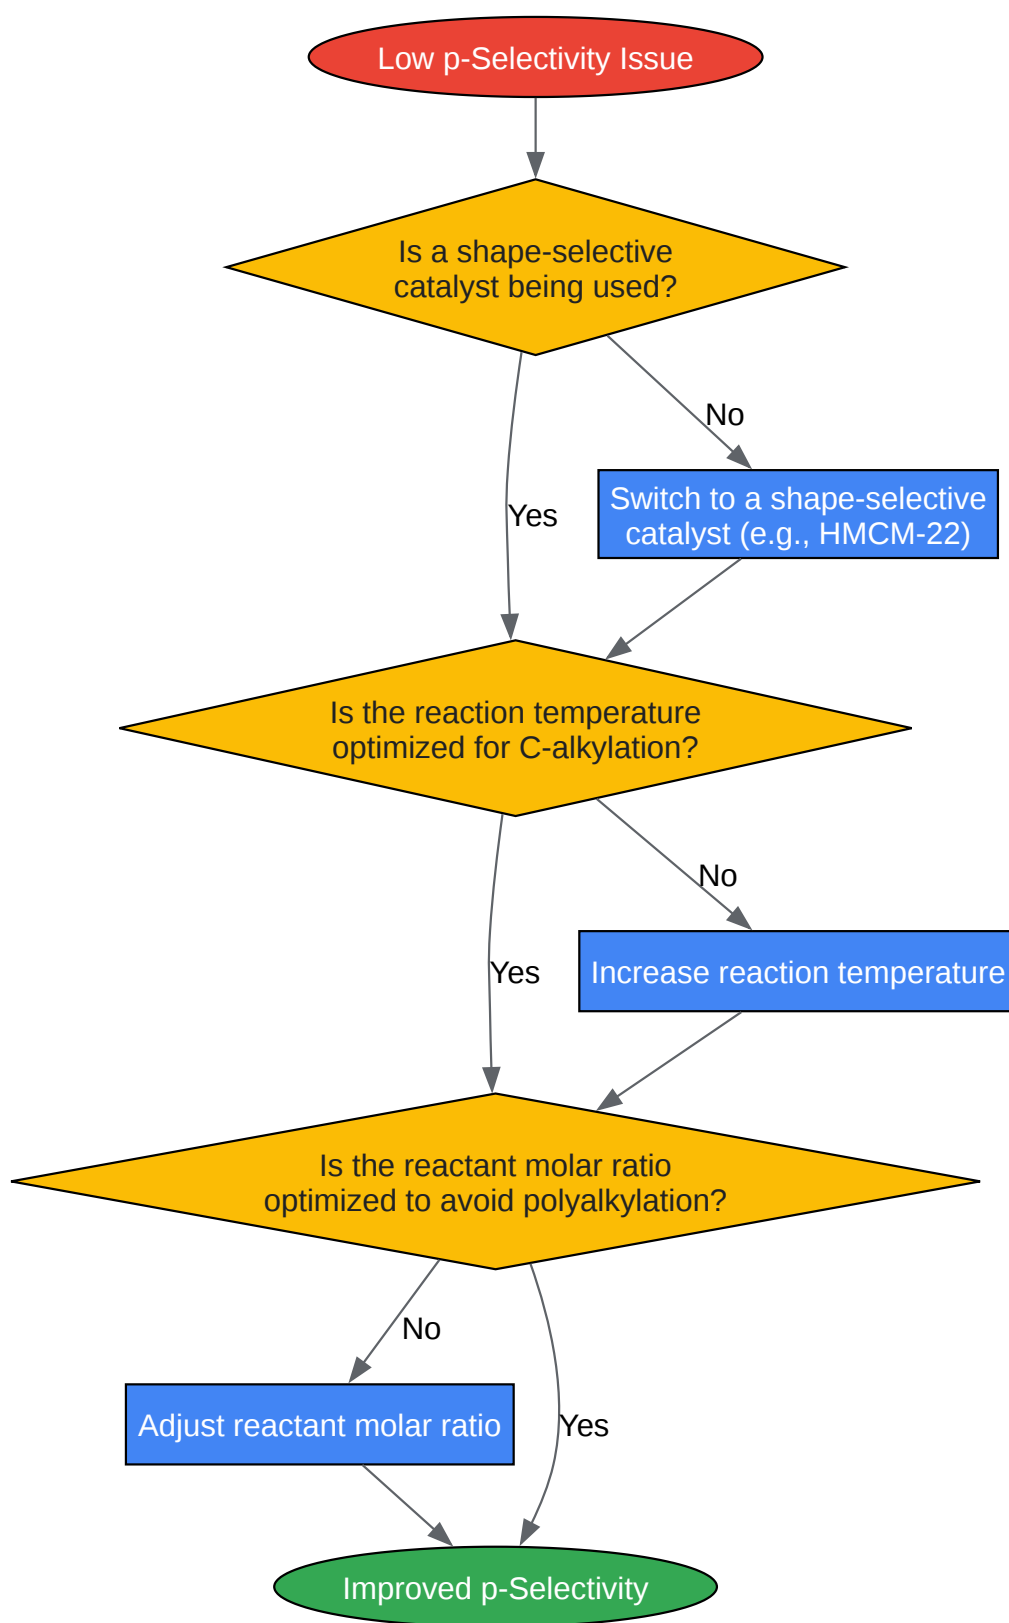 Low p-Selectivity Issue
Is a shape-selective
catalyst being used?
No
Switch to a shape-selective
catalyst (e.g., HMCM-22)
Yes
Is the reaction temperature
optimized for C-alkylation?
No
Increase reaction temperature
Yes
Is the reactant molar ratio
optimized to avoid polyalkylation?
No
Adjust reactant molar ratio
Yes
Improved p-Selectivity